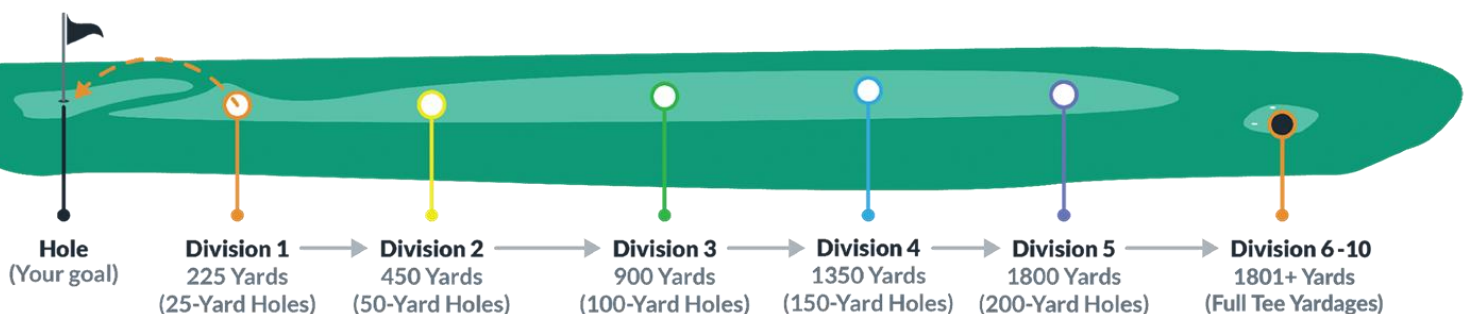 Hole
(Your goal)
Division 1
225 Yards
(25-Yard Holes)
Division 2
450 Yards
(50-Yard Holes)
Division 3
900 Yards
(100-Yard Holes)
Division 4
1350 Yards
(150-Yard Holes)
Division 5
1800 Yards
(200-Yard Holes)
Division 6-10
1801+ Yards
(Full Tee Yardages)